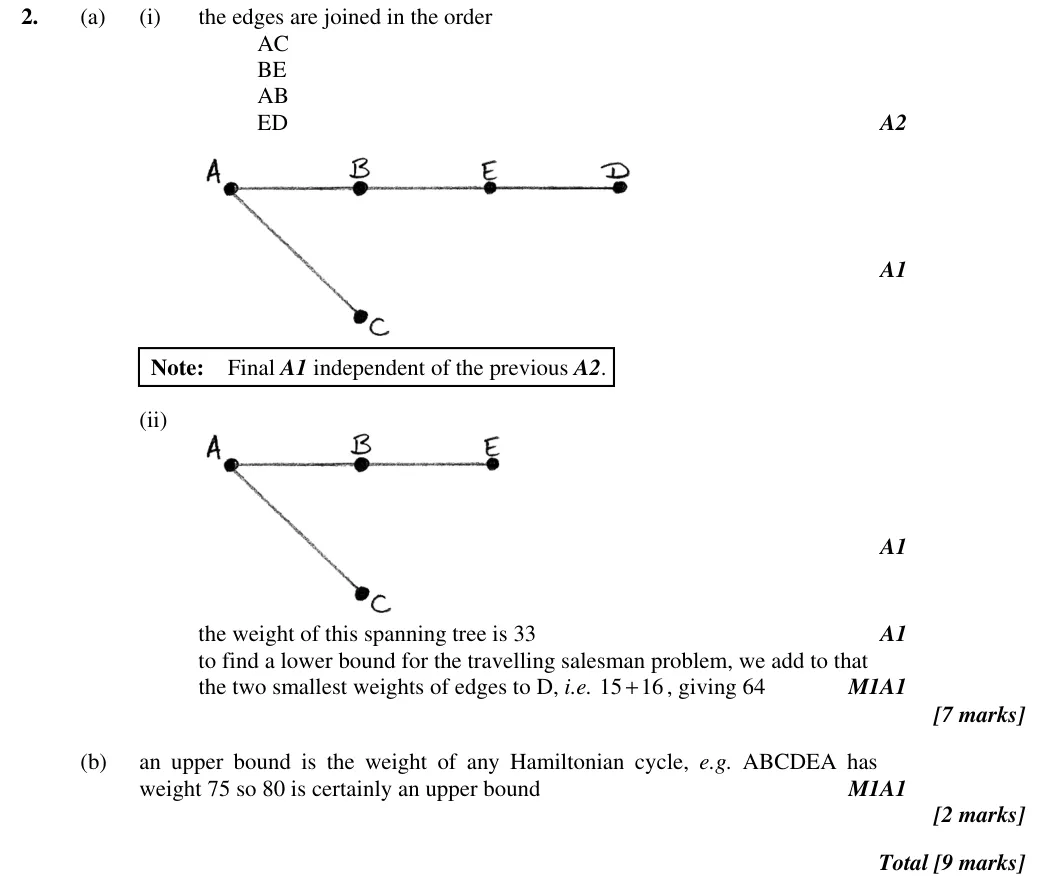 2. (a) (i) the edges are joined in the order
AC
BE
AB
ED A2
A B E D
A1
C
Note: Final A1 independent of the previous A2.
(ii)
A B E
A1
C
the weight of this spanning tree is 33 A1
to find a lower bound for the travelling salesman problem, we add to that
the two smallest weights of edges to D, i.e. 15+16, giving 64 M1A1
[7 marks]
(b) an upper bound is the weight of any Hamiltonian cycle, e.g. ABCDEA has
weight 75 so 80 is certainly an upper bound M1A1
[2 marks]
Total [9 marks]